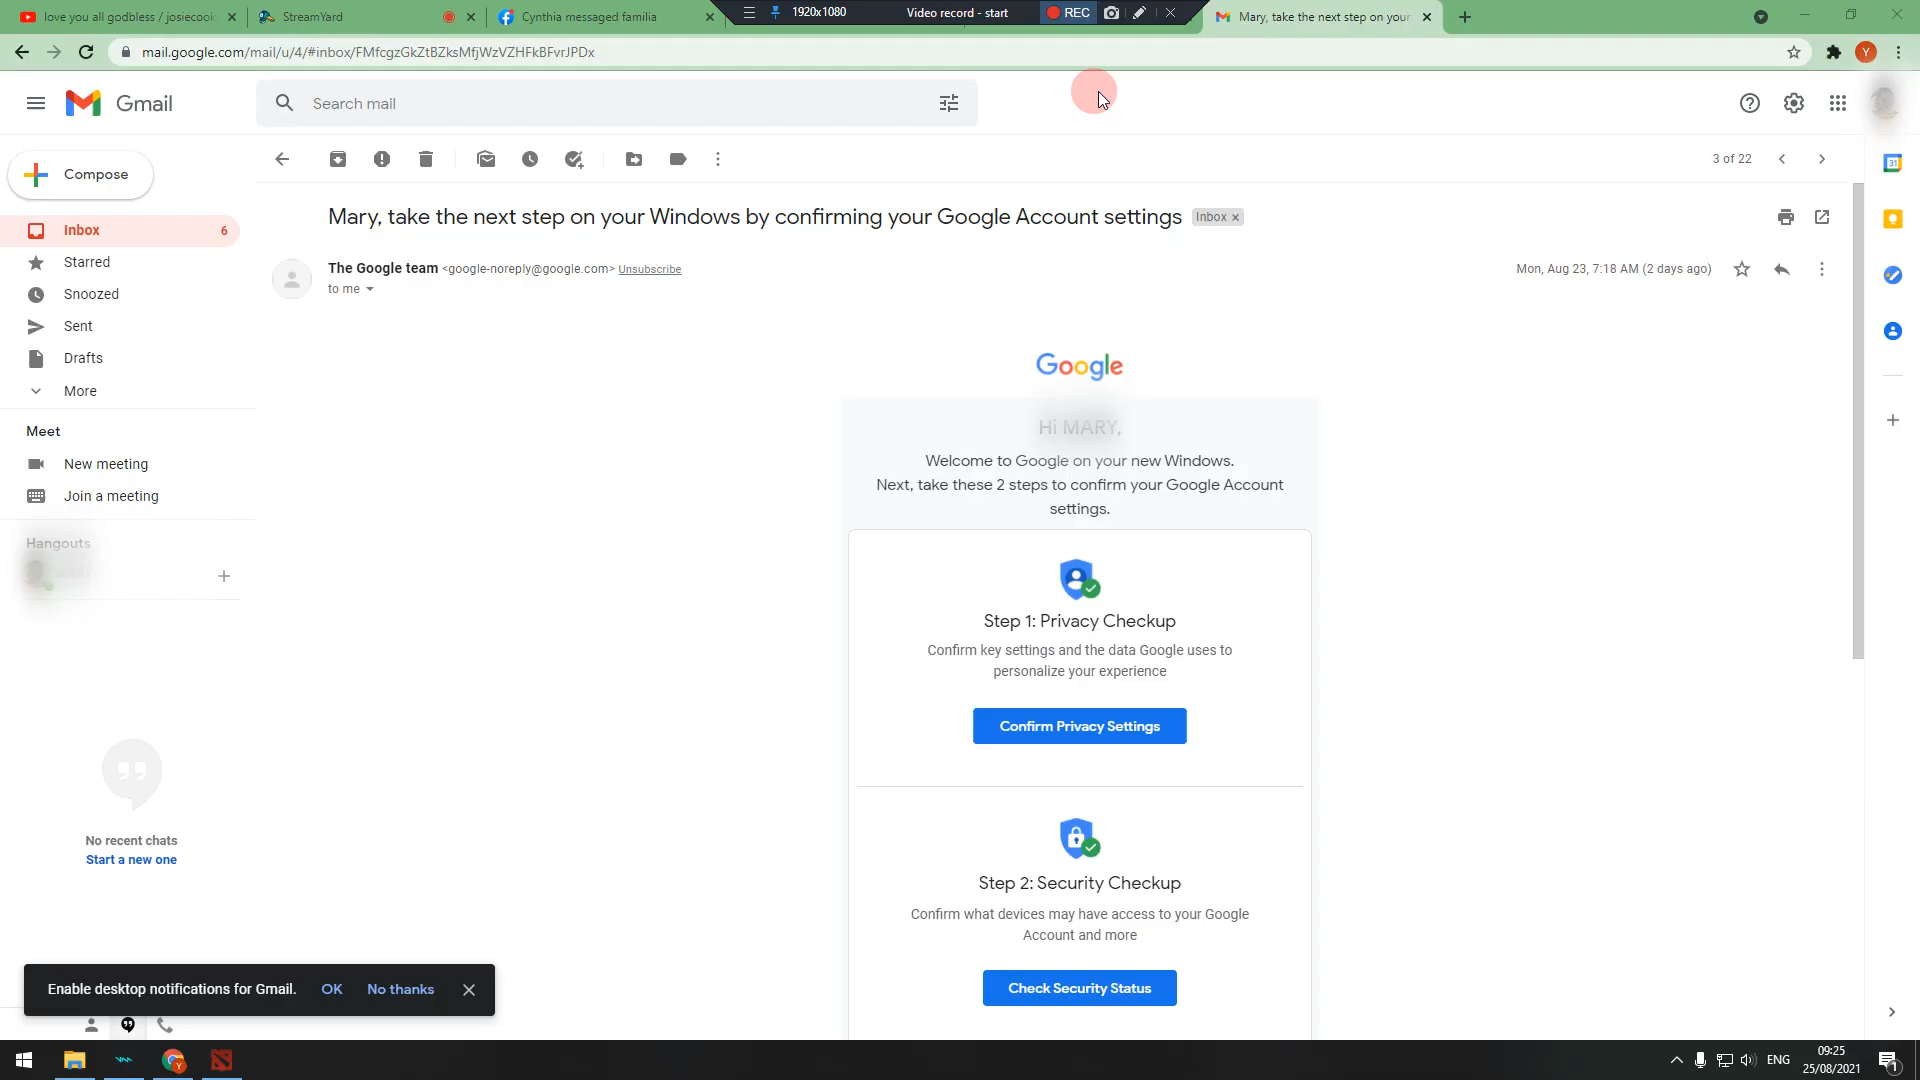 love you all godbless / josiecook
StreamYard
Cynthia messaged familia
1920x1080
Video record - start
REC
Mary, take the next step on your
mail.google.com/mail/u/4/#inbox/FMfcgzGkZtBZksMfjWzVZHFkBFvrJPDx
Y
Gmail
Search mail
Compose
3 of 22
31
Mary, take the next step on your Windows by confirming your Google Account settings
Inbox ×
Inbox
6
Starred
Snoozed
Sent
Drafts
More
The Google team <google-noreply@google.com> Unsubscribe
Mon, Aug 23, 7:18 AM (2 days ago)
to me
Google
Hi MARY,
Welcome to Google on your new Windows.
Next, take these 2 steps to confirm your Google Account
settings.
Meet
New meeting
Join a meeting
Hangouts
Step 1: Privacy Checkup
Confirm key settings and the data Google uses to
personalize your experience
Confirm Privacy Settings
Step 2: Security Checkup
Confirm what devices may have access to your Google
Account and more
Check Security Status
No recent chats
Start a new one
Enable desktop notifications for Gmail.
OK
No thanks
ENG
09:25
25/08/2021
1